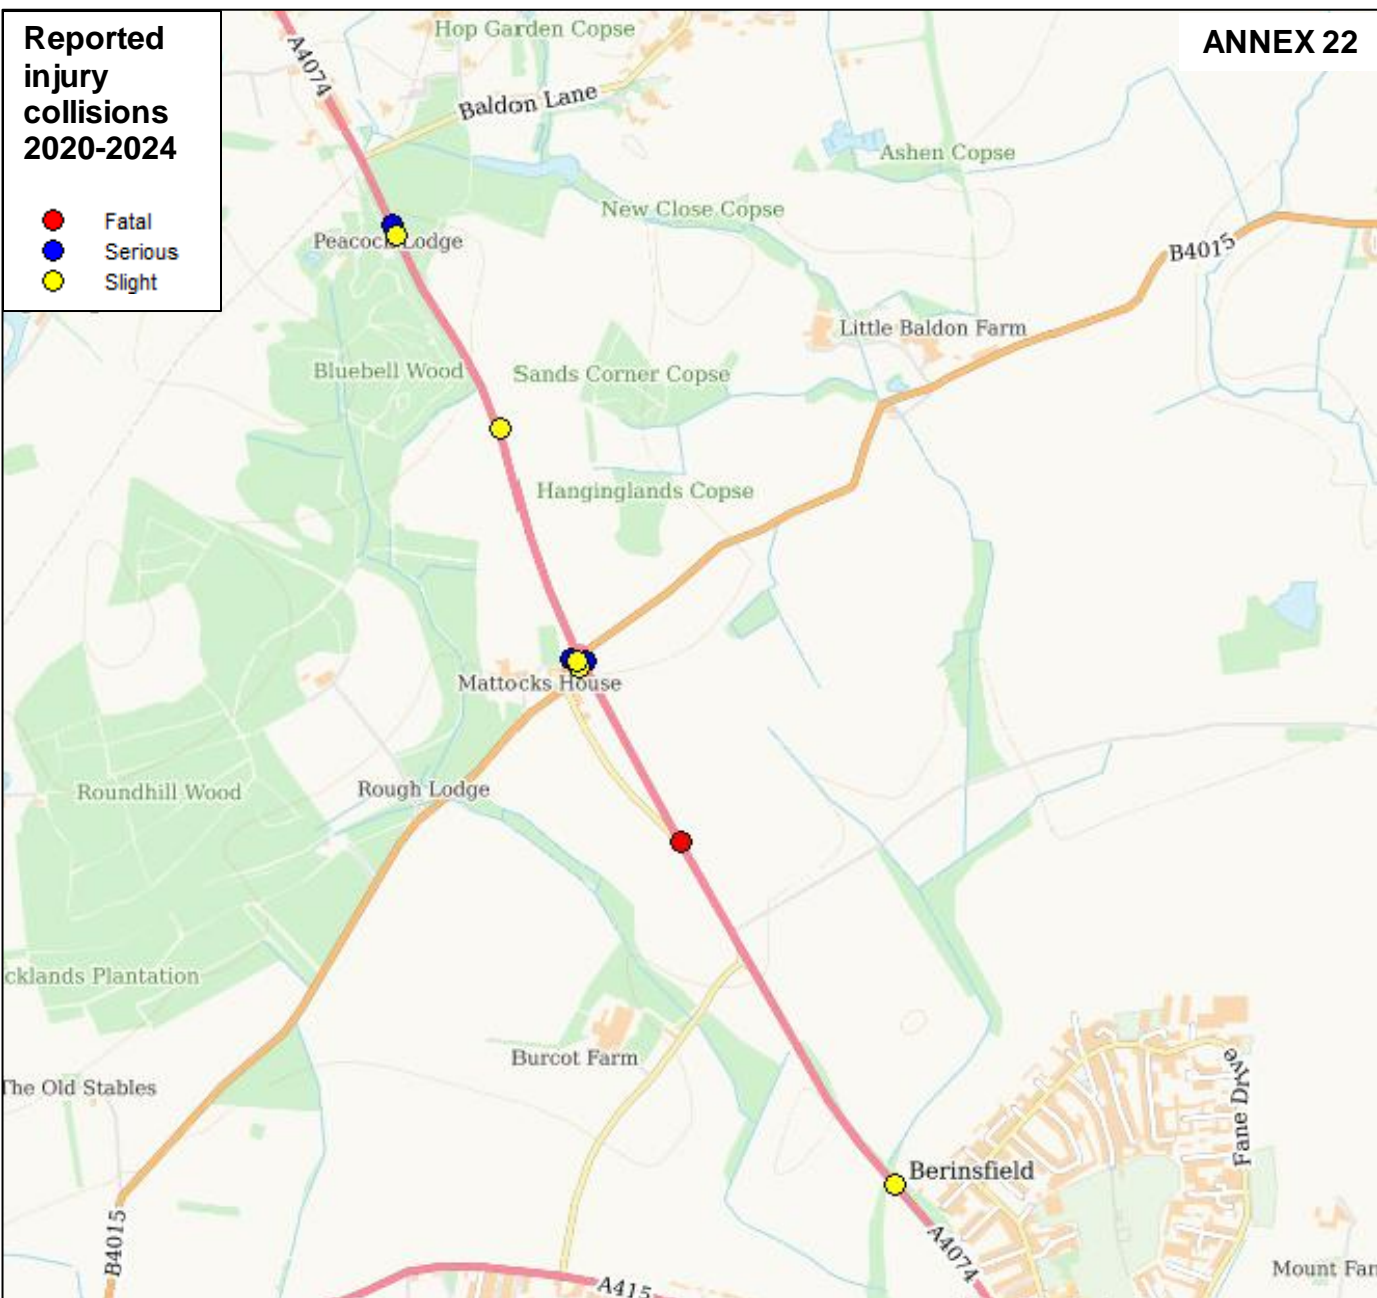 Reported
injury
collisions
2020-2024
Fatal
Serious
Slight
ANNEX 22
A4074
Hop Garden Copse
Baldon Lane
Ashen Copse
New Close Copse
Peacock Lodge
B4015
Little Baldon Farm
Bluebell Wood
Sands Corner Copse
Hanginglands Copse
Mattocks House
Roundhill Wood
Rough Lodge
cklands Plantation
Burcot Farm
The Old Stables
Fane Drive
Berinsfield
B4015
A4074
Mount Far
A415